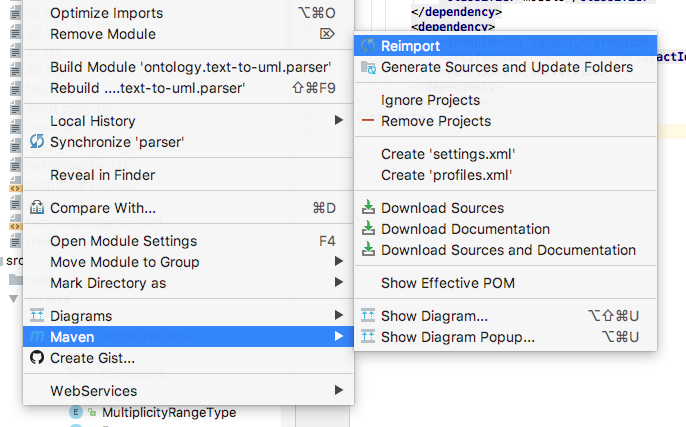 Optimize Imports ⌥⌘O
Remove Module ⌦
Build Module 'ontology.text-to-uml.parser'
Rebuild ....text-to-uml.parser' ⇧⌘F9
Local History
Synchronize 'parser'
Reveal in Finder
Compare With... ⌘D
Open Module Settings F4
Move Module to Group
Mark Directory as
Diagrams
Maven
Create Gist...
WebServices
</dependency>
<dependency>
Reimport
Generate Sources and Update Folders
Ignore Projects
Remove Projects
Create 'settings.xml'
Create 'profiles.xml'
Download Sources
Download Documentation
Download Sources and Documentation
Show Effective POM
Show Diagram... ⌥⇧⌘U
Show Diagram Popup... ⌥⌘U
</dependency>
src
MultiplicityRangeType